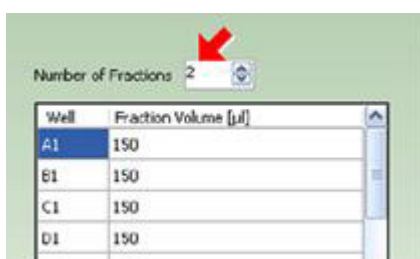 Number of Fractions 2
Well Fraction Volume [µl]
A1 150
B1 150
C1 150
D1 150